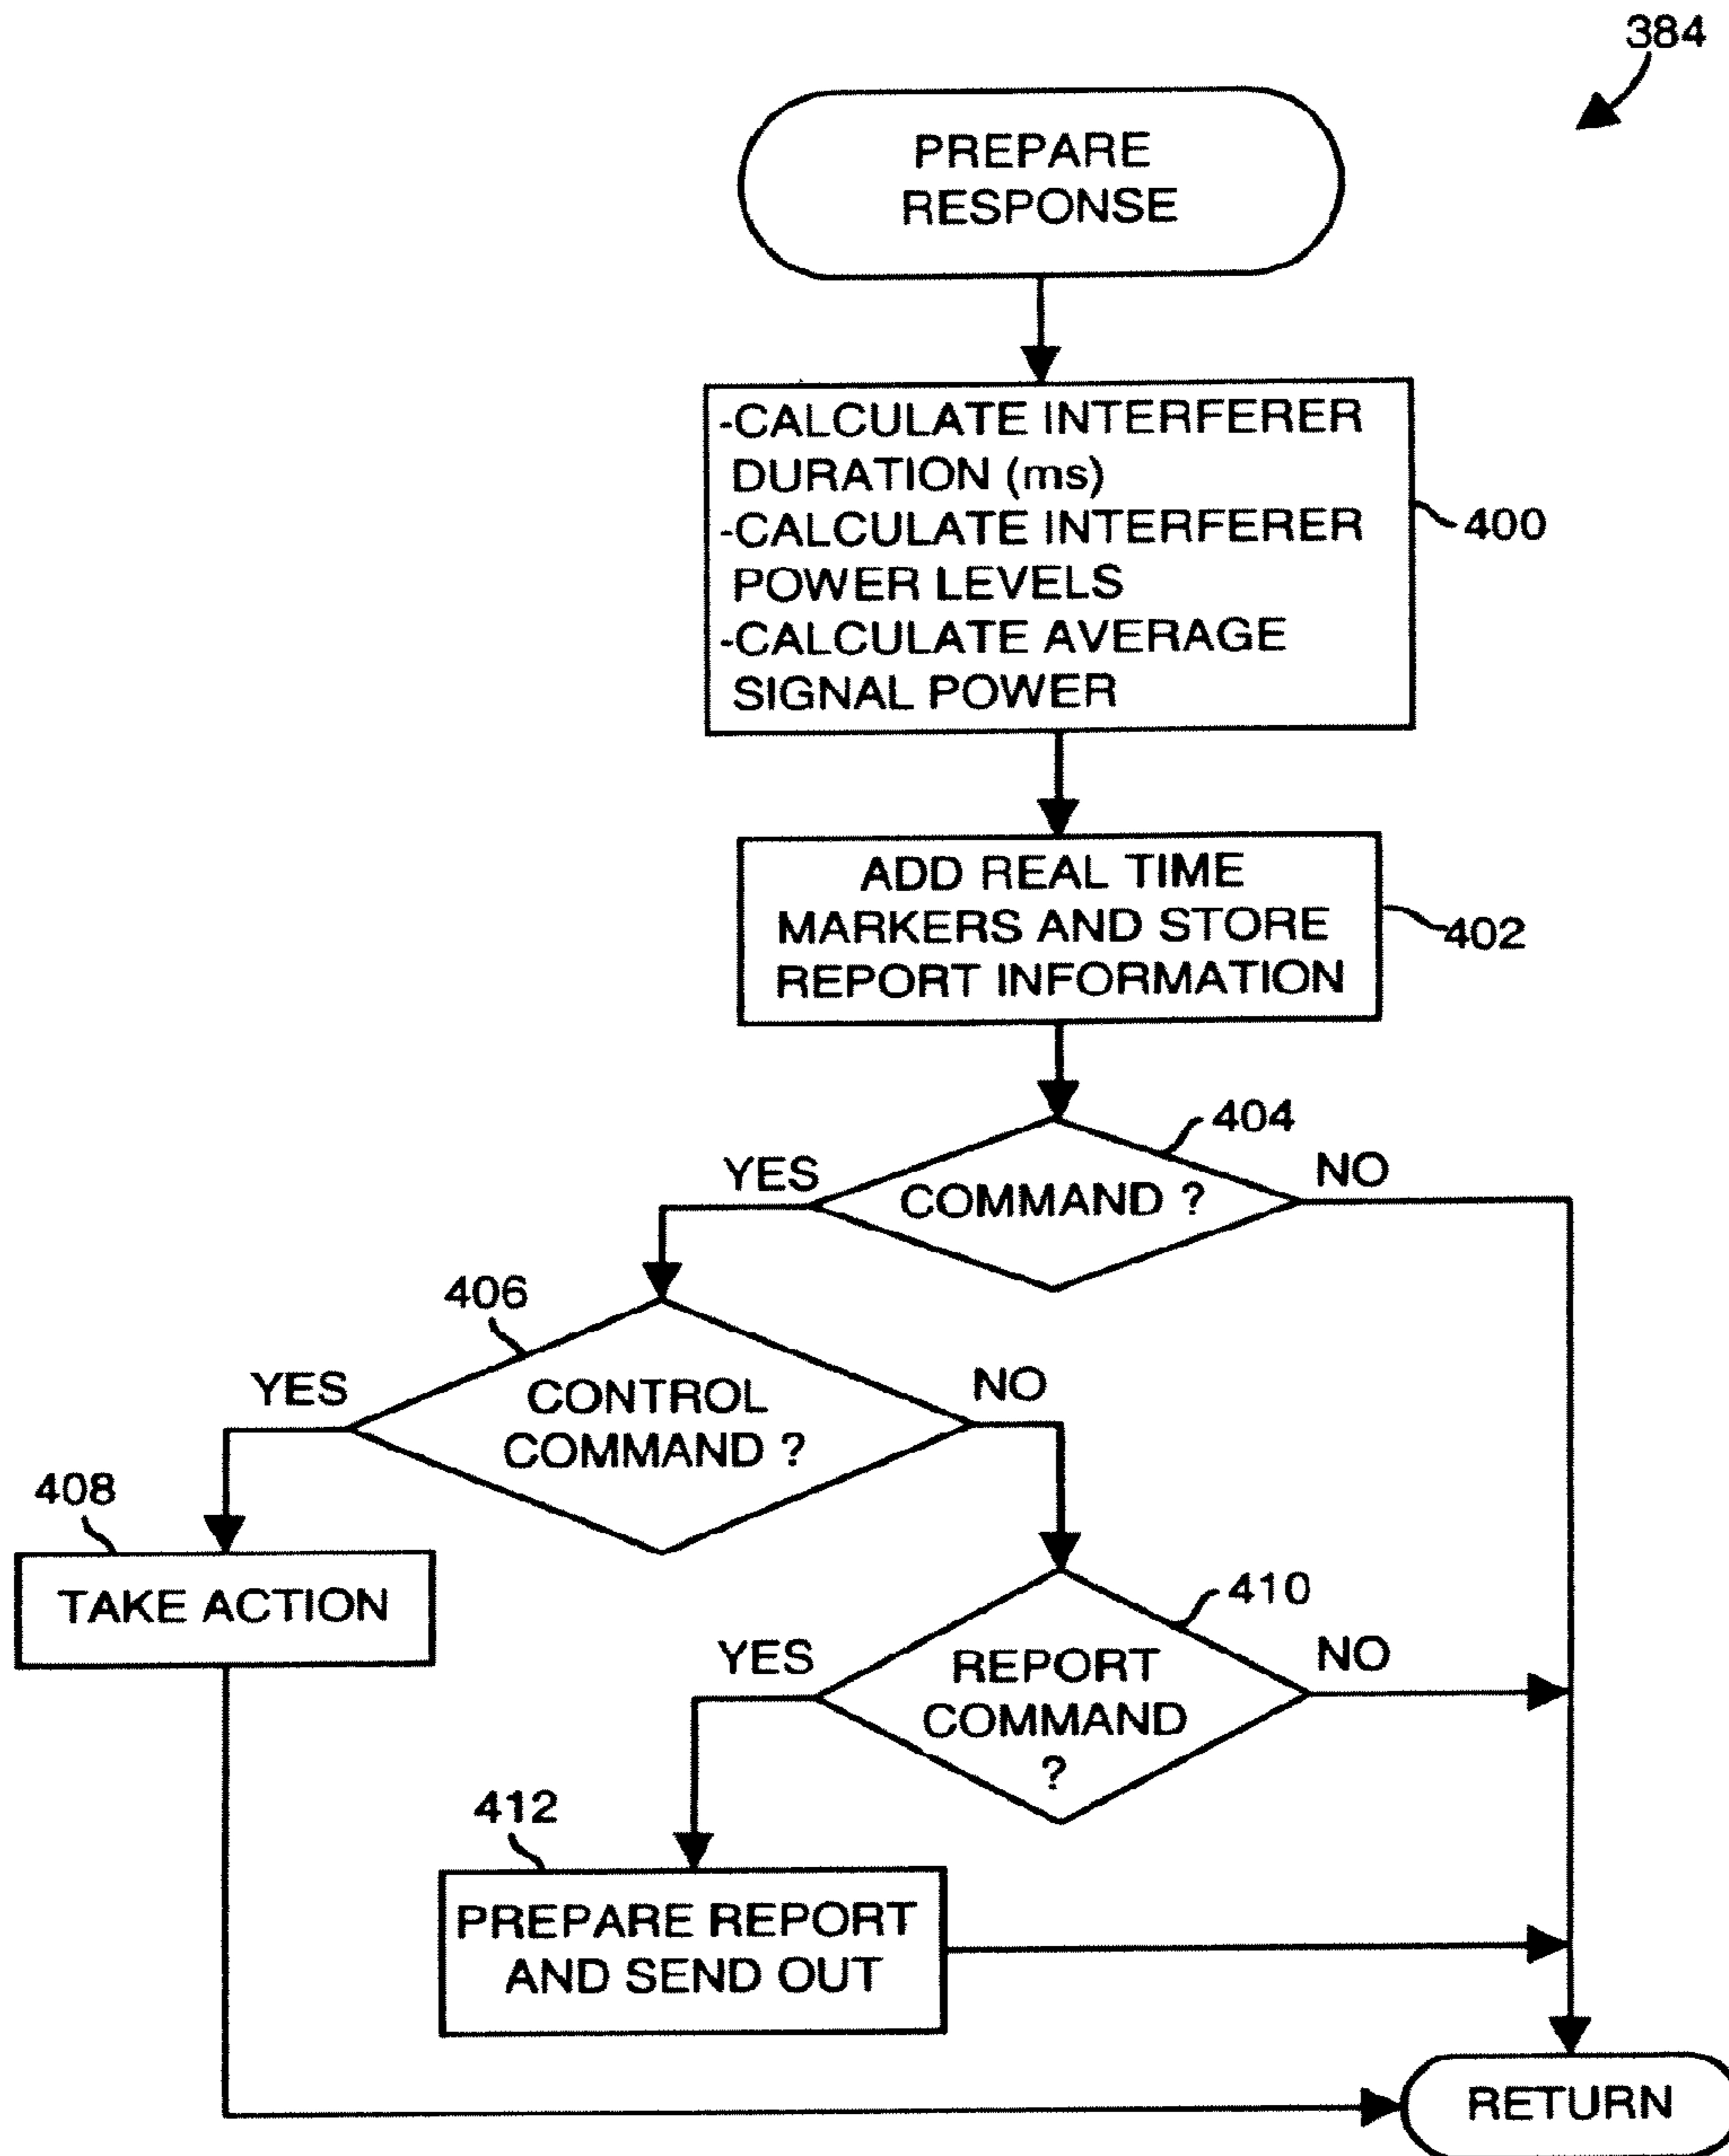 384
PREPARE
RESPONSE
-CALCULATE INTERFERER
DURATION (ms)
-CALCULATE INTERFERER
POWER LEVELS
-CALCULATE AVERAGE
SIGNAL POWER
400
ADD REAL TIME
MARKERS AND STORE
REPORT INFORMATION
402
404
YES
COMMAND ?
NO
406
YES
CONTROL
COMMAND ?
NO
408
TAKE ACTION
410
YES
REPORT
COMMAND
?
NO
412
PREPARE REPORT
AND SEND OUT
RETURN